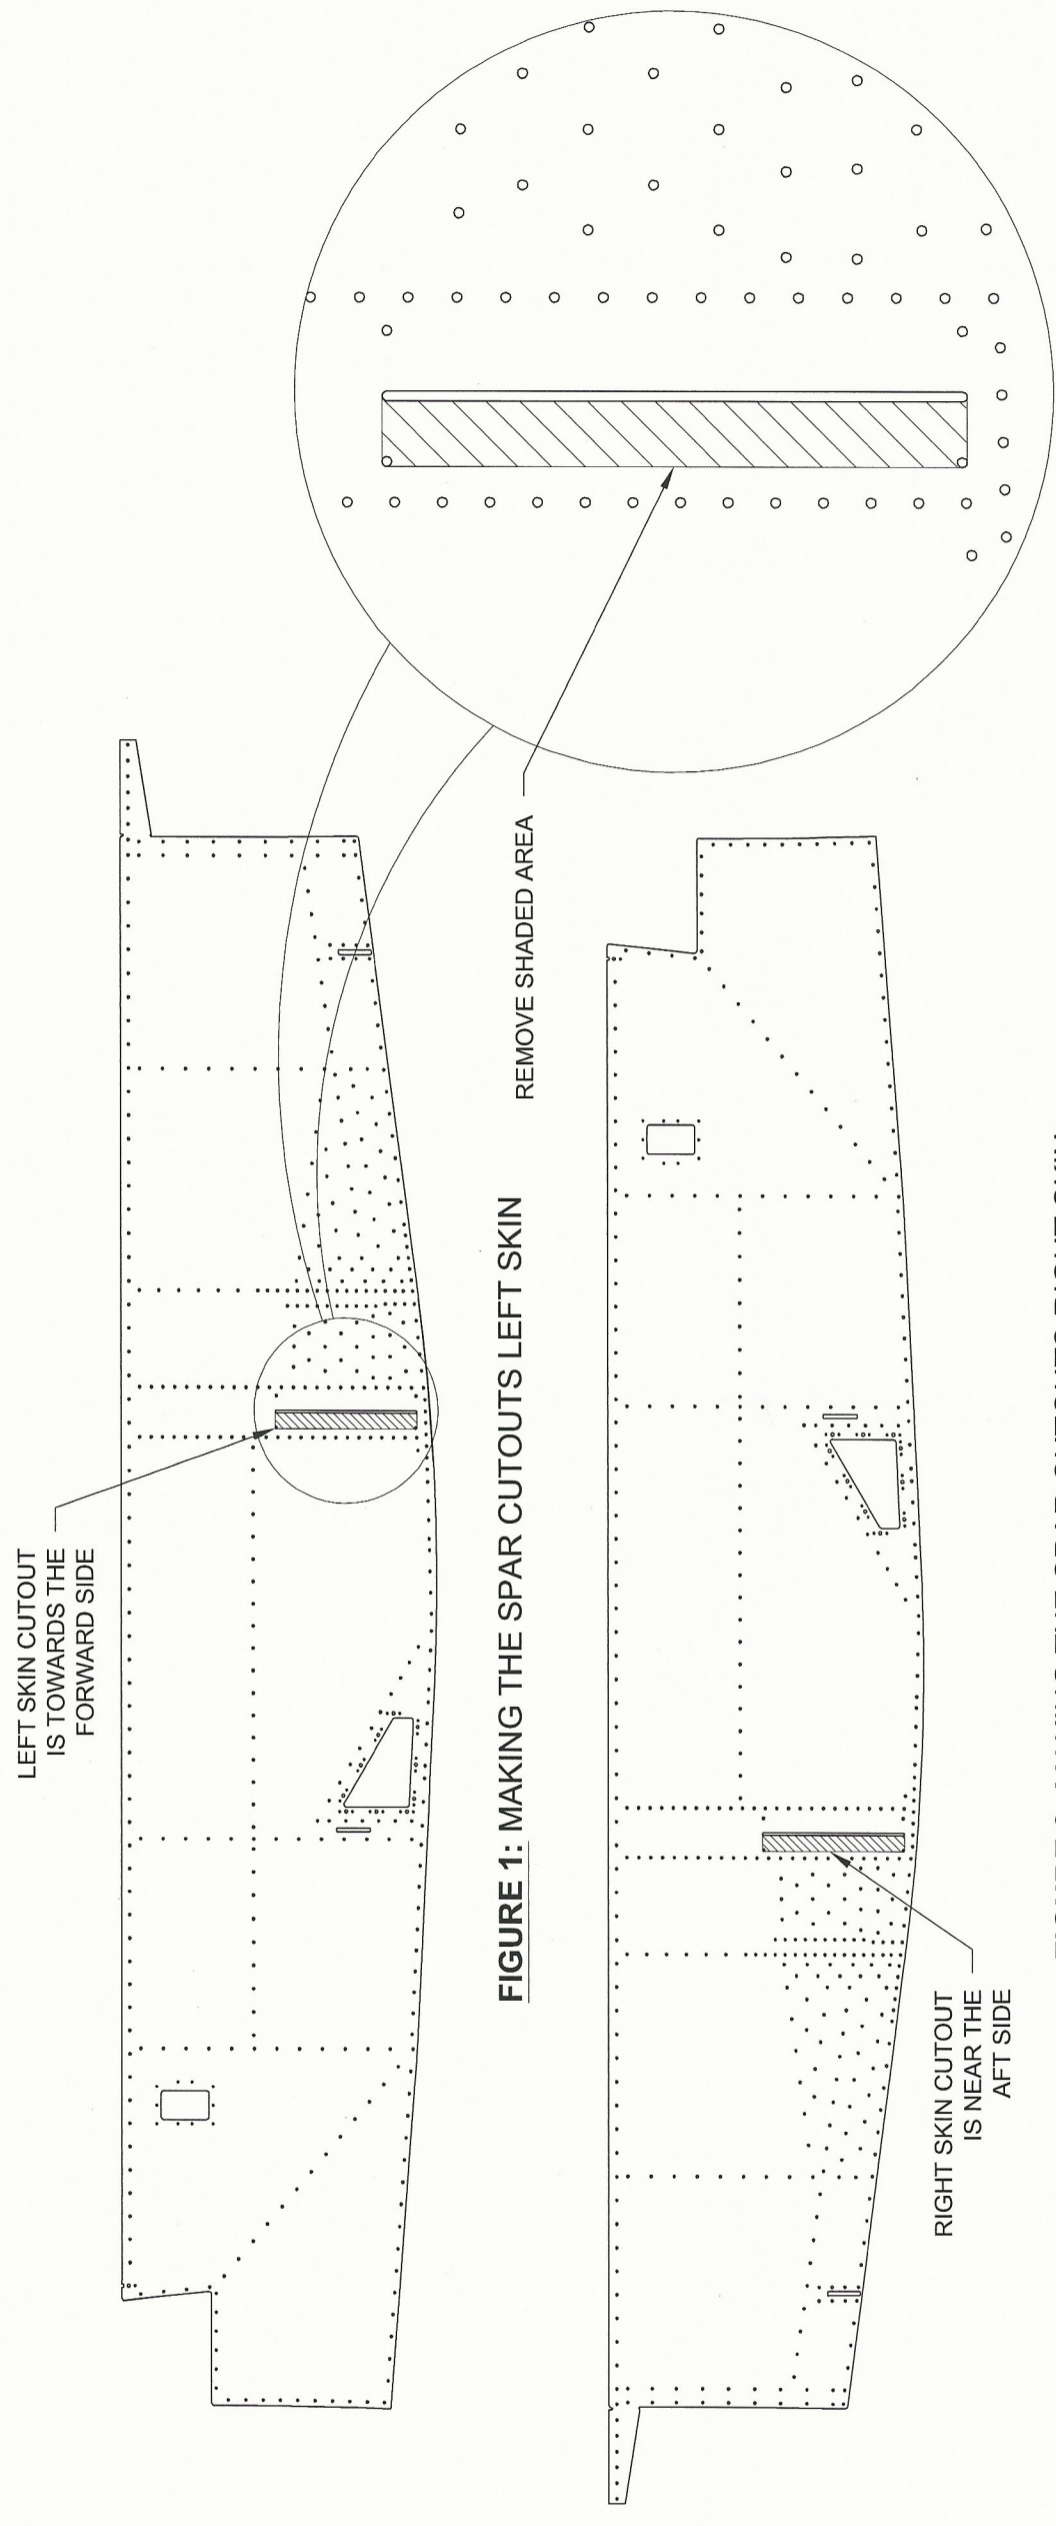 LEFT SKIN CUTOUT
IS TOWARDS THE
FORWARD SIDE
REMOVE SHADED AREA
FIGURE 1: MAKING THE SPAR CUTOUTS LEFT SKIN
RIGHT SKIN CUTOUT
IS NEAR THE
AFT SIDE